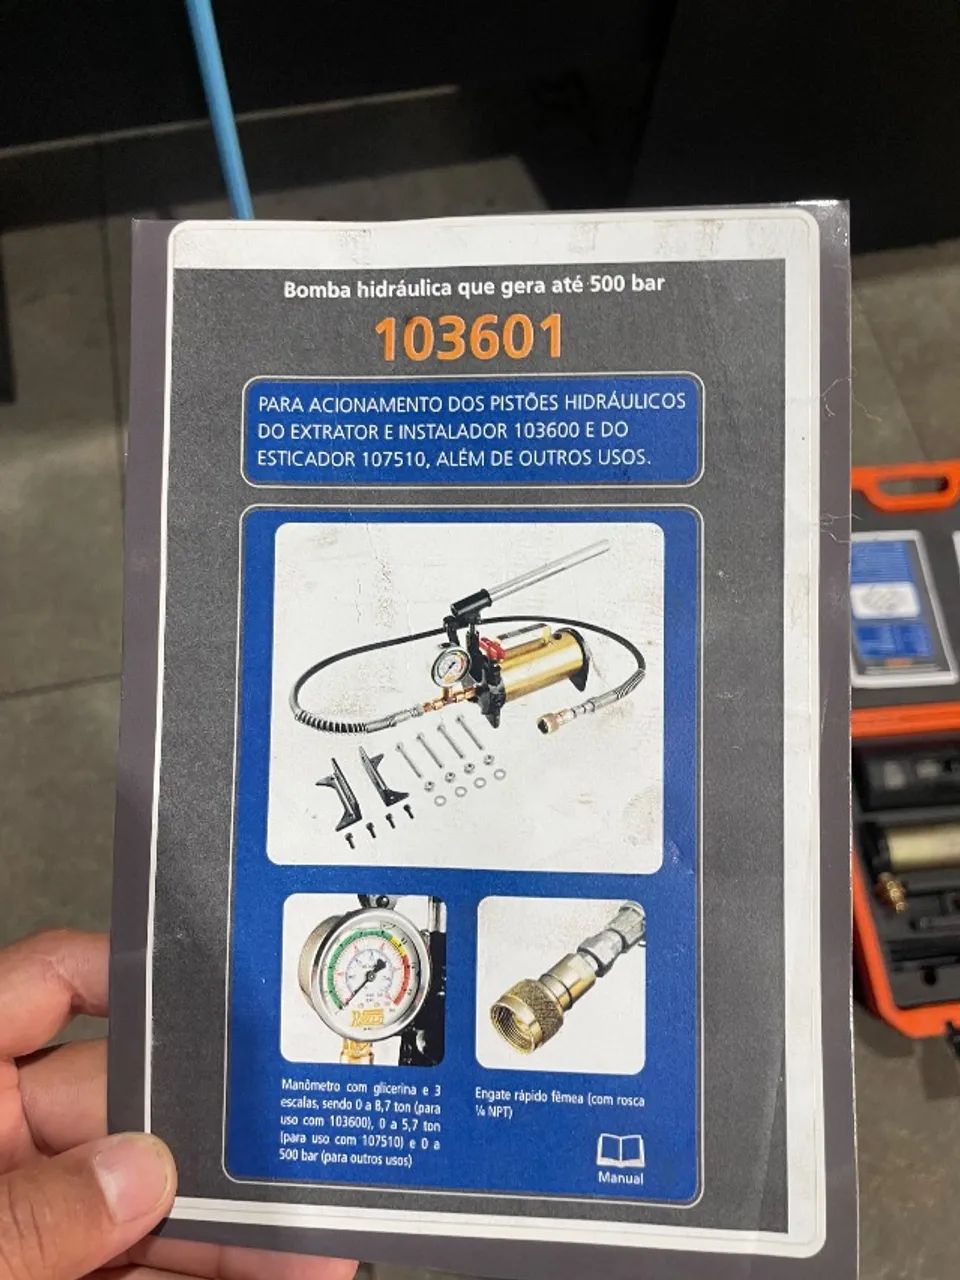 Bomba hidráulica que gera até 500 bar
103601
PARA ACIONAMENTO DOS PISTÕES HIDRÁULICOS
DO EXTRATOR E INSTALADOR 103600 E DO
ESTICADOR 107510, ALÉM DE OUTROS USOS.
Manômetro com glicerina e 3
escalas, sendo 0 a 8,7 ton (para
uso com 103600), 0 a 5,7 ton
(para uso com 107510) e 0 a
500 bar (para outros usos)
Engate rápido fêmea (com rosca
NPT)
Manual